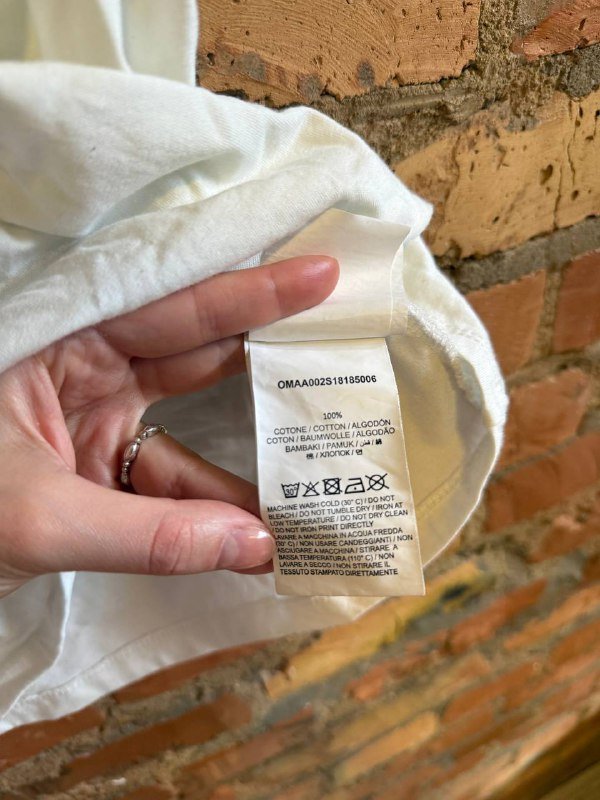 OMAA002S18185006
100%
COTONE / COTTON / ALGODÓN
COTON / BAUMWOLLE / ALGODÃO
BAMBAKI / PAMUK /
/ ХЛОПОК /
30°
MACHINE WASH COLD (30° C) / DO NOT
BLEACH / DO NOT TUMBLE DRY / IRON AT
LOW TEMPERATURE / DO NOT DRY CLEAN
/ DO NOT IRON PRINT DIRECTLY
LAVARE A MACCHINA IN ACQUA FREDDA
(30° C) / NON USARE CANDEGGIANTI / NON
ASCIUGARE A MACCHINA / STIRARE A
BASSA TEMPERATURA (110° C) / NON
LAVARE A SECCO / NON STIRARE IL
TESSUTO STAMPATO DIRETTAMENTE